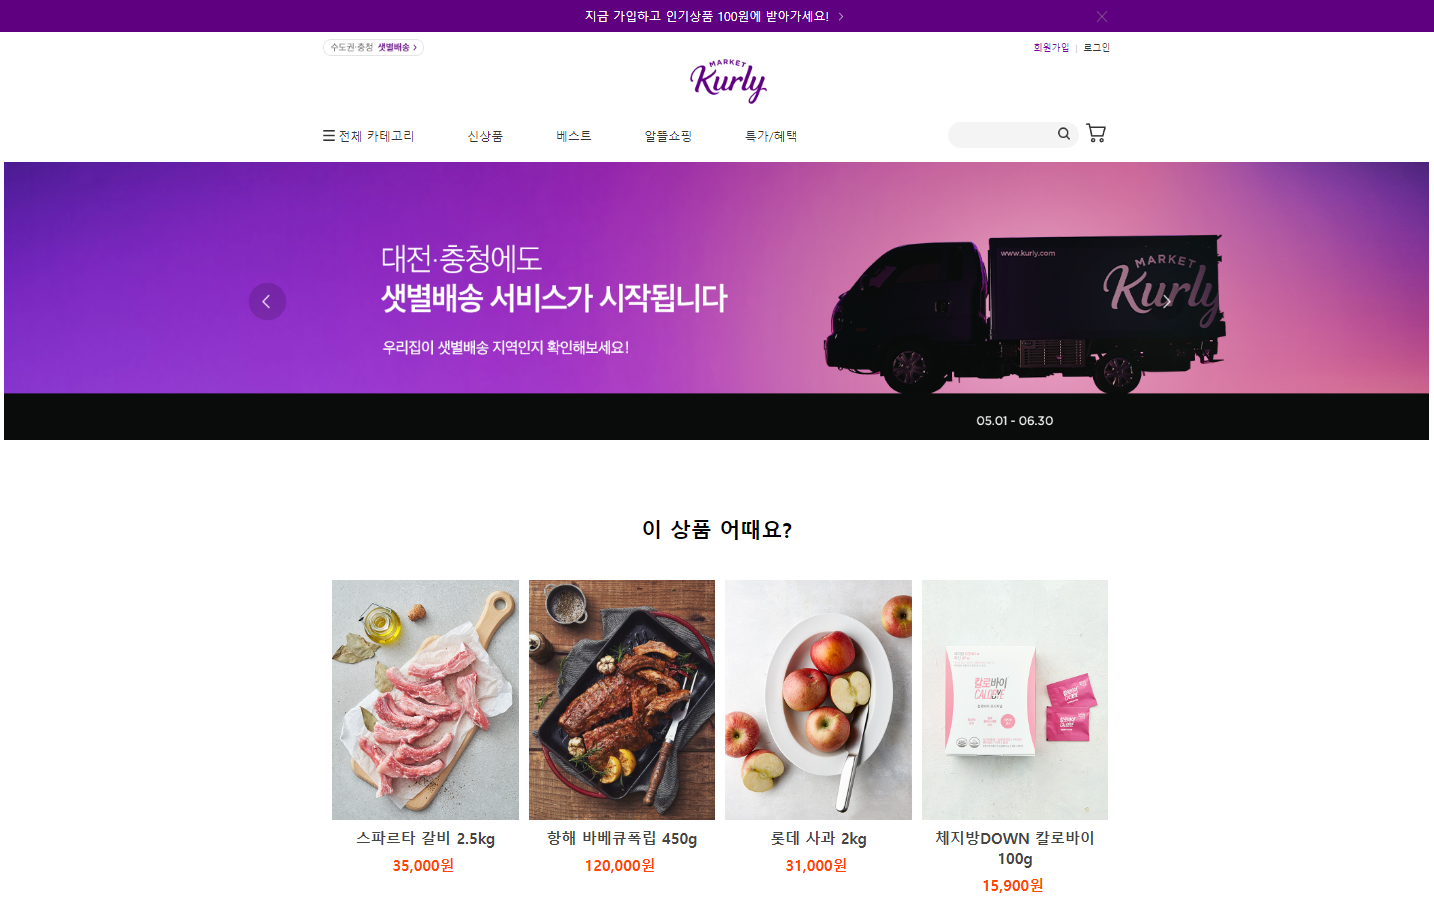 지금 가입하고 인기상품 100원에 받아가세요!
수도권·충청 샛별배송
회원가입 | 로그인
MARKET
Kurly
전체 카테고리 신상품 베스트 알뜰쇼핑 특가/혜택
대전·충청에도
샛별배송 서비스가 시작됩니다
우리집이 샛별배송 지역인지 확인해보세요!
www.kurly.com
MARKET
Kurly
05.01 - 06.30
이 상품 어때요?
칼로바이
CALOBYE
스파르타 갈비 2.5kg
35,000원
항해 바베큐폭립 450g
120,000원
롯데 사과 2kg
31,000원
체지방DOWN 칼로바이
100g
15,900원